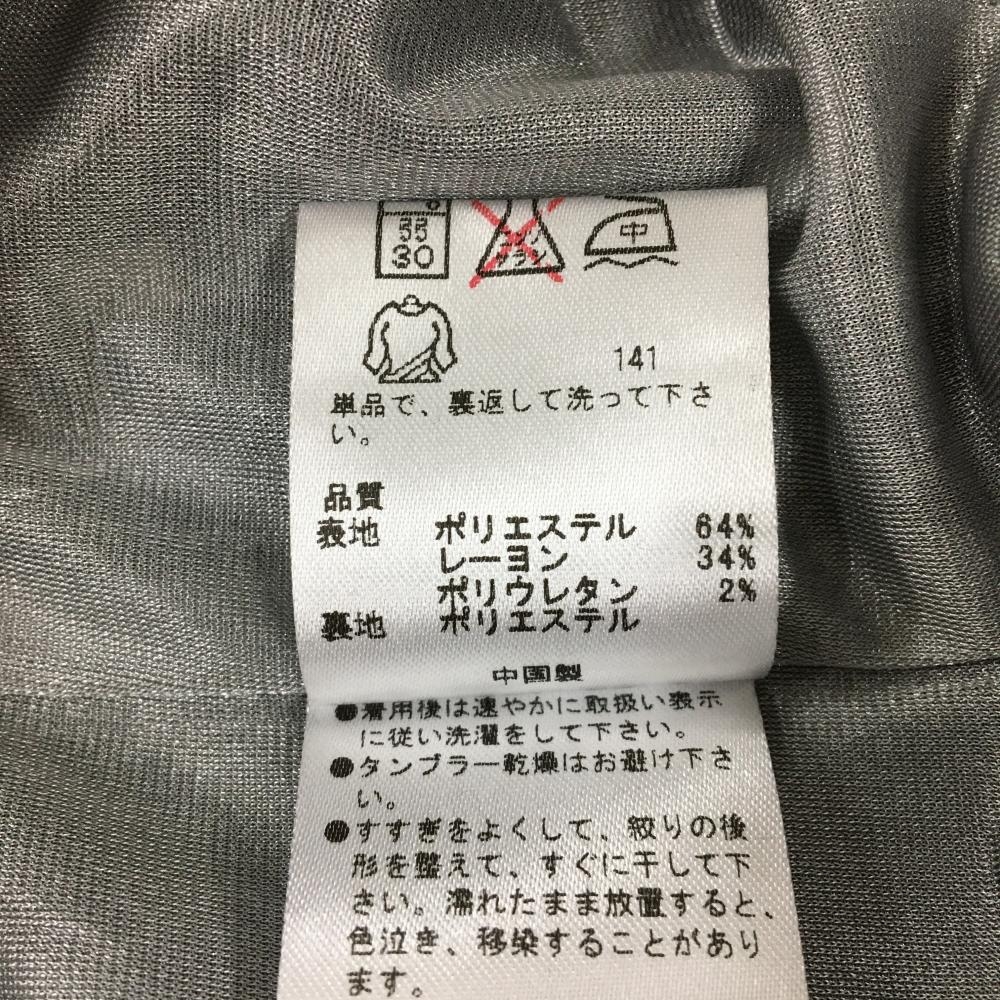 55
30
中
141
単品で、裏返して洗って下さ
い。
品質
表地 ポリエステル 64%
レーヨン 34%
ポリウレタン 2%
裏地 ポリエステル
中国製
●着用後は速やかに取扱い表示
に従い洗濯をして下さい。
●タンブラー乾燥はお避け下さ
い。
●すすぎをよくして、絞りの後
形を整えて、すぐに干して下
さい。濡れたまま放置すると、
色泣き、移染することがあり
ます。